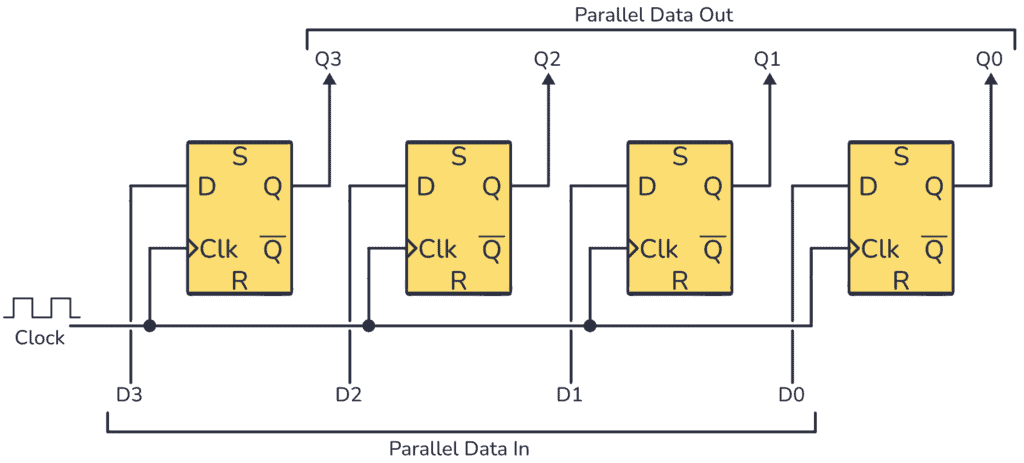 Parallel Data Out
Q3 Q2 Q1 Q0
S S S S
D Q D Q D Q D Q
Clk Q̅ Clk Q̅ Clk Q̅ Clk Q̅
R R R R
Clock
D3 D2 D1 D0
Parallel Data In